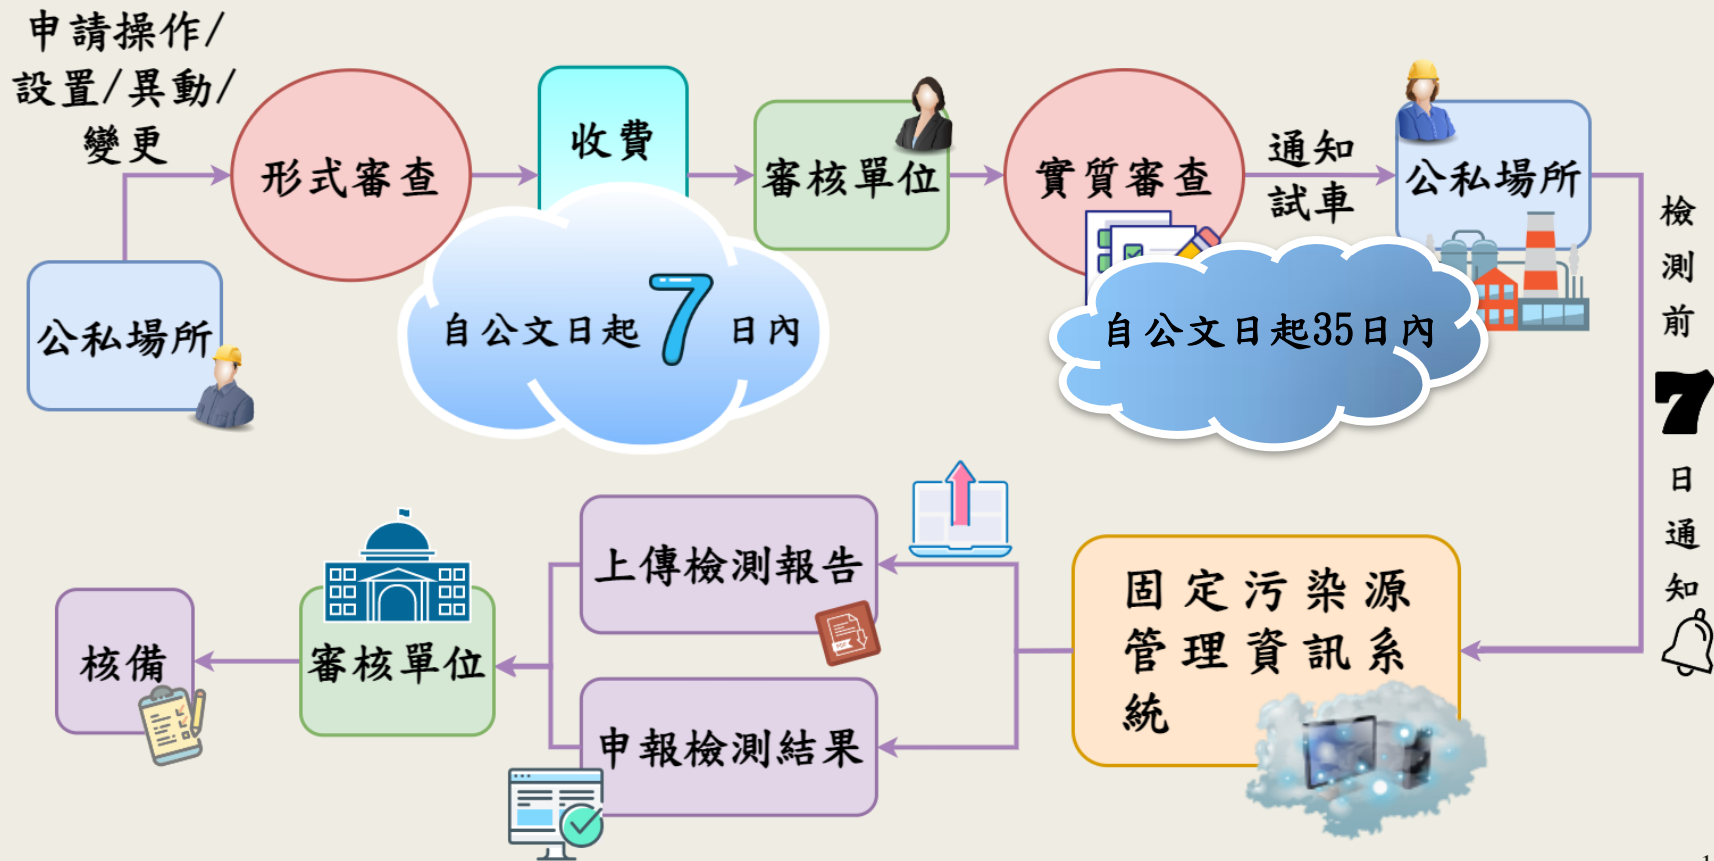 申請操作/
設置/異動/
變更
形式審查
收費
審核單位
實質審查
通知
試車
公私場所
公私場所
自公文日起7日內
自公文日起35日內
檢測前7日通知
固定污染源
管理資訊系
統
上傳檢測報告
申報檢測結果
審核單位
核備
PDF
1